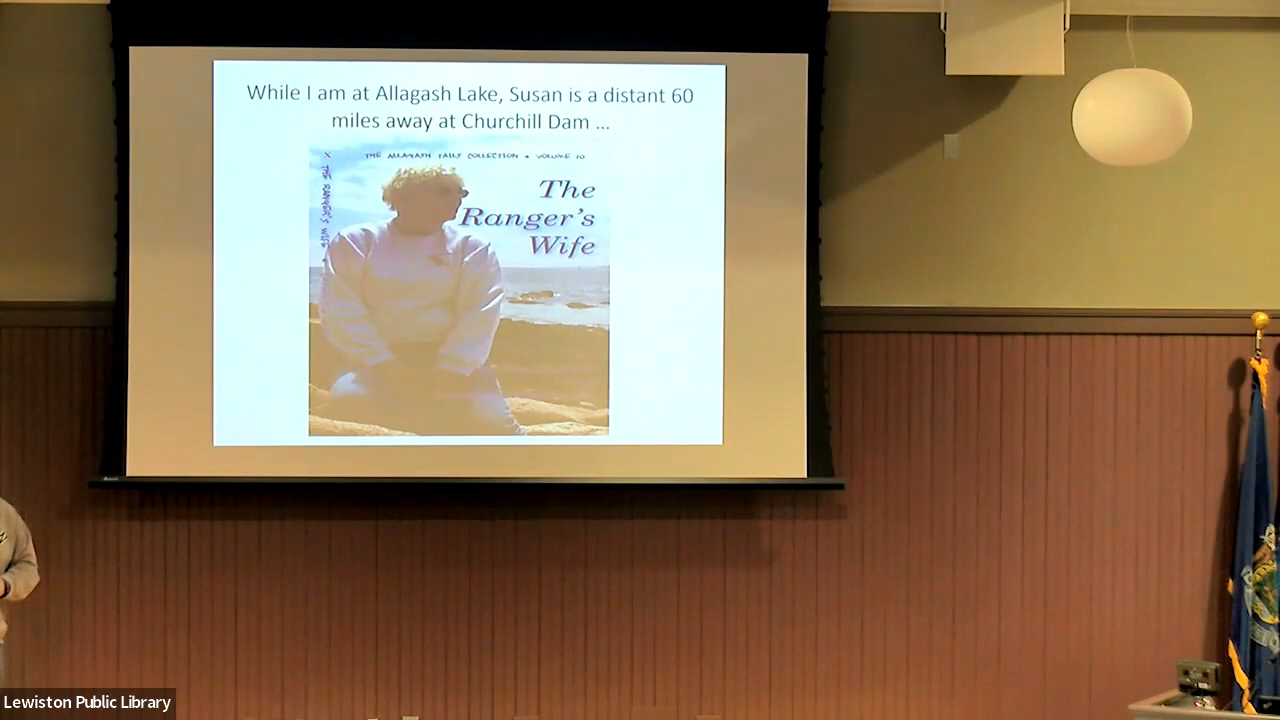 While I am at Allagash Lake, Susan is a distant 60
miles away at Churchill Dam ...
THE ALLAGASH TAILS COLLECTION • VOLUME 10
X THE RANGER'S WIFE
The
Ranger's
Wife
Lewiston Public Library